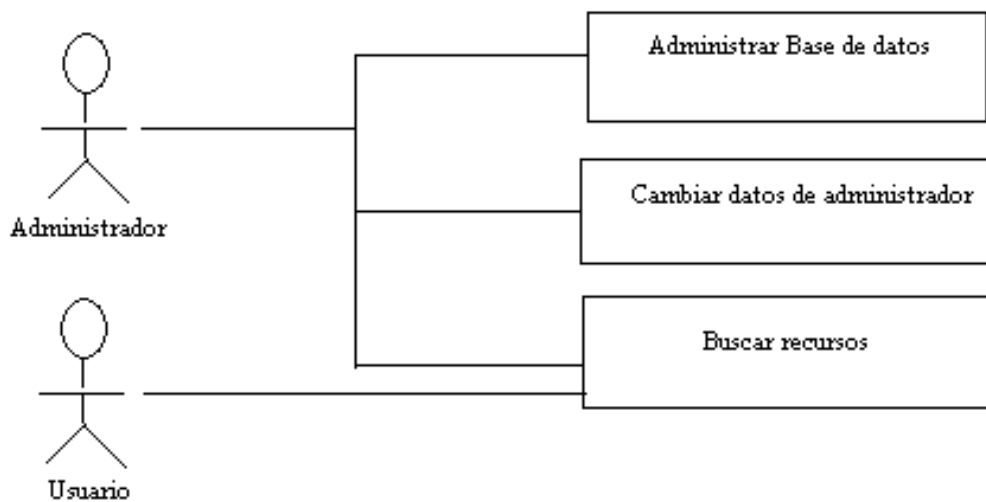 Administrar Base de datos
Cambiar datos de administrador
Administrador
Buscar recursos
Usuario